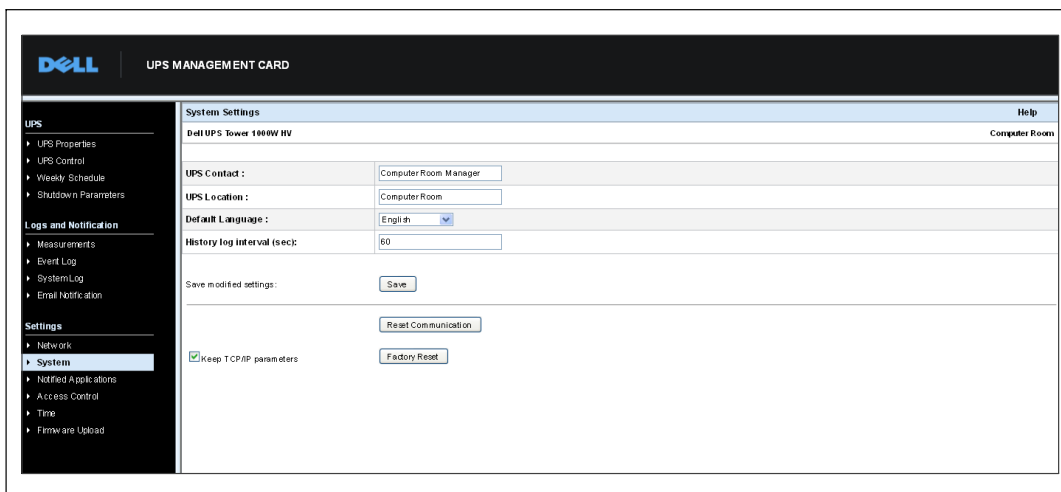 DELL
UPS MANAGEMENT CARD
UPS
UPS Properties
UPS Control
Weekly Schedule
Shutdown Parameters
Logs and Notification
Measurements
Event Log
System Log
Email Notification
Settings
Network
System
Notified Applications
Access Control
Time
Firmware Upload
System Settings Help
Dell UPS Tower 1000W HV Computer Room
UPS Contact : Computer Room Manager
UPS Location : Computer Room
Default Language : English
History log interval (sec): 60
Save modified settings: Save
Reset Communication
Keep TCP/IP parameters Factory Reset